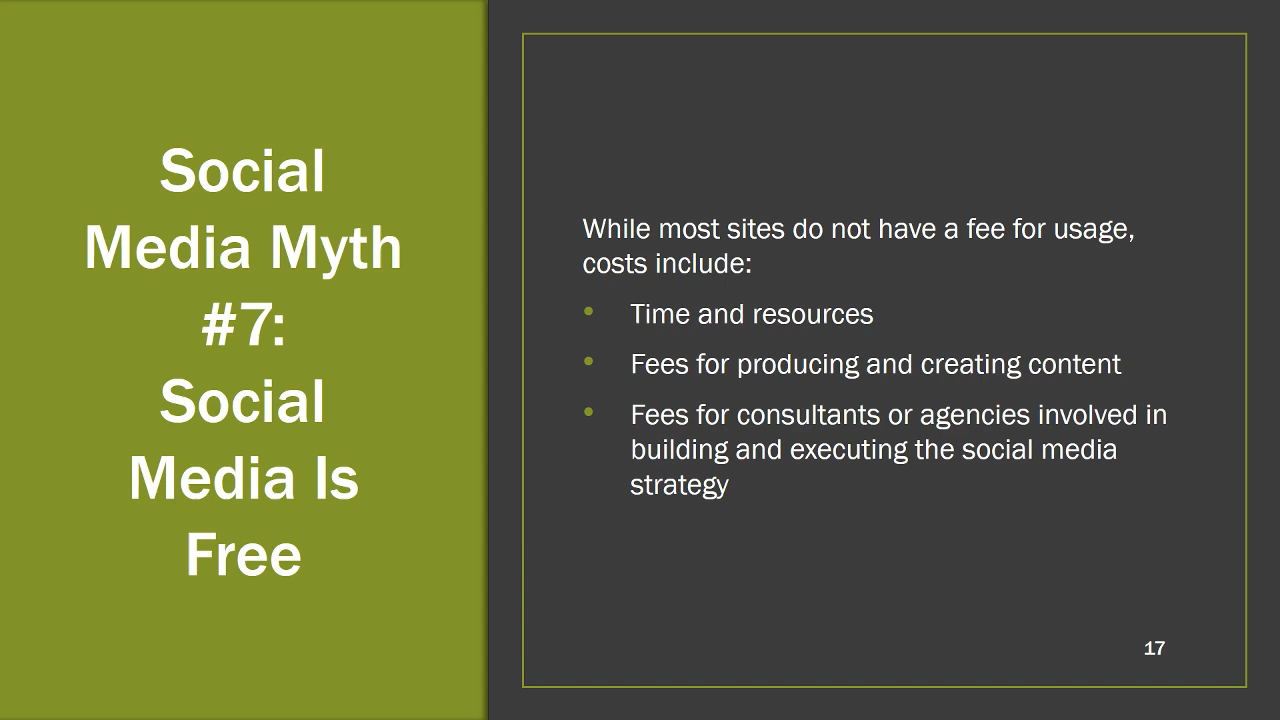 Social
Media Myth
#7:
Social
Media Is
Free
While most sites do not have a fee for usage,
costs include:
• Time and resources
• Fees for producing and creating content
• Fees for consultants or agencies involved in
building and executing the social media
strategy
17